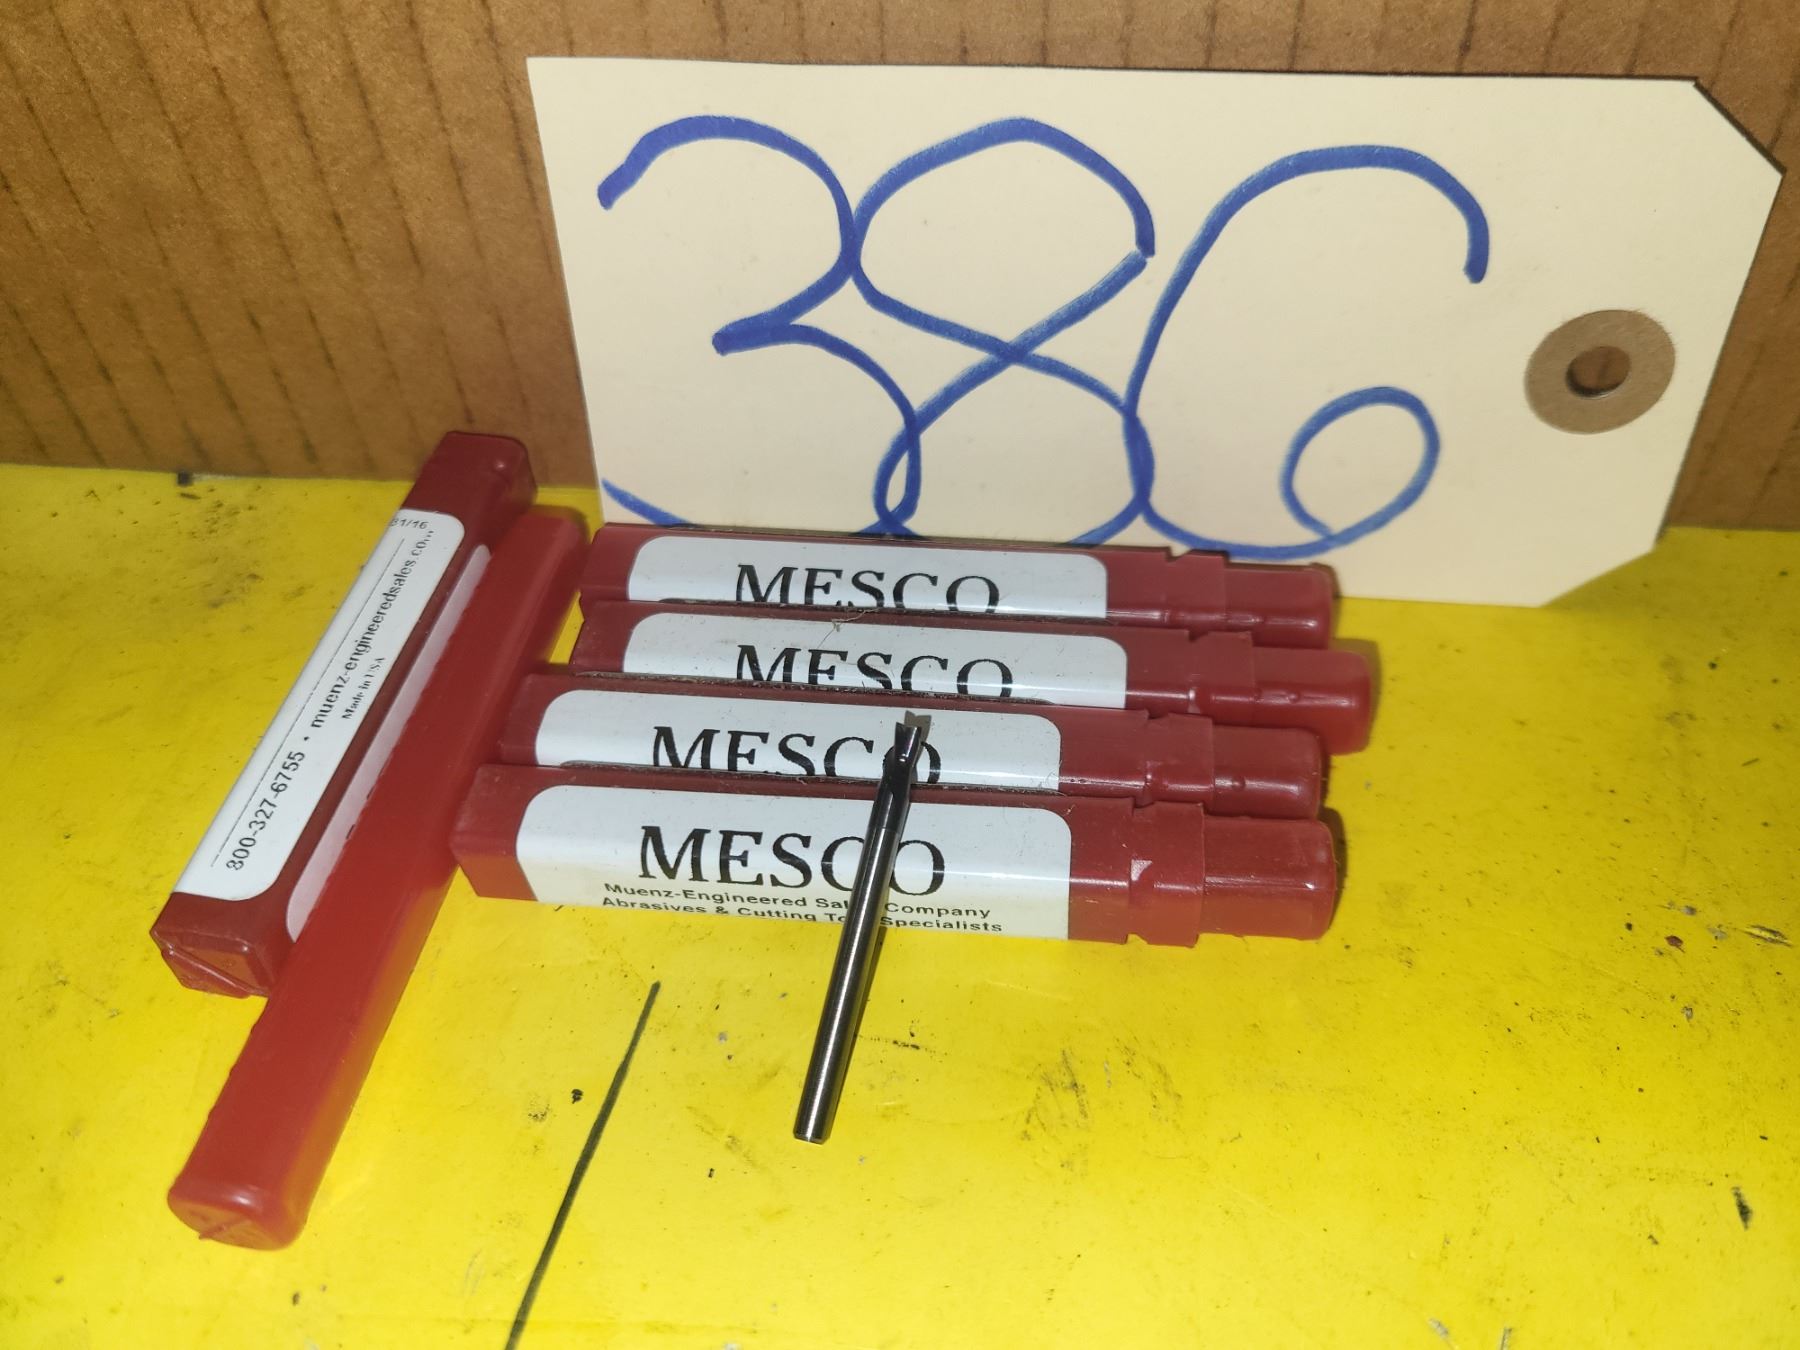 386
MESCO
MESCO
MESCO
MESCO
Muenz-Engineered Sales Company
Abrasives & Cutting Tool Specialists
31/16
800-327-6755 • muenz-engineeredsales.com
Made in USA